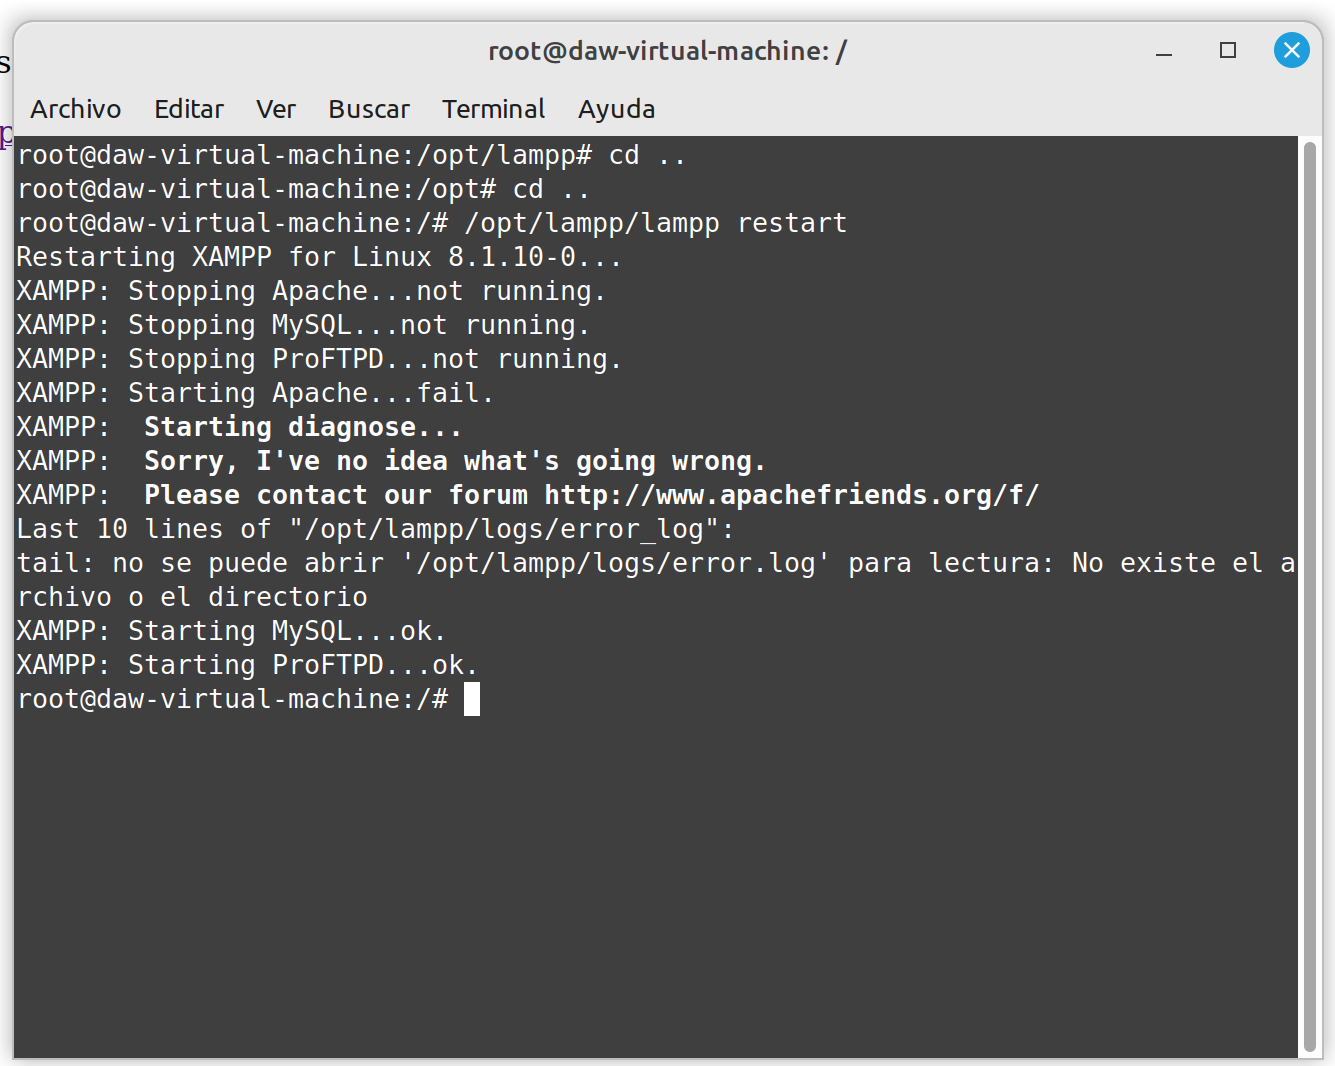 root@daw-virtual-machine: /
Archivo Editar Ver Buscar Terminal Ayuda
root@daw-virtual-machine:/opt/lampp# cd ..
root@daw-virtual-machine:/opt# cd ..
root@daw-virtual-machine:/# /opt/lampp/lampp restart
Restarting XAMPP for Linux 8.1.10-0...
XAMPP: Stopping Apache...not running.
XAMPP: Stopping MySQL...not running.
XAMPP: Stopping ProFTPD...not running.
XAMPP: Starting Apache...fail.
XAMPP:  Starting diagnose...
XAMPP:  Sorry, I've no idea what's going wrong.
XAMPP:  Please contact our forum http://www.apachefriends.org/f/
Last 10 lines of "/opt/lampp/logs/error_log":
tail: no se puede abrir '/opt/lampp/logs/error.log' para lectura: No existe el a
rchivo o el directorio
XAMPP: Starting MySQL...ok.
XAMPP: Starting ProFTPD...ok.
root@daw-virtual-machine:/#